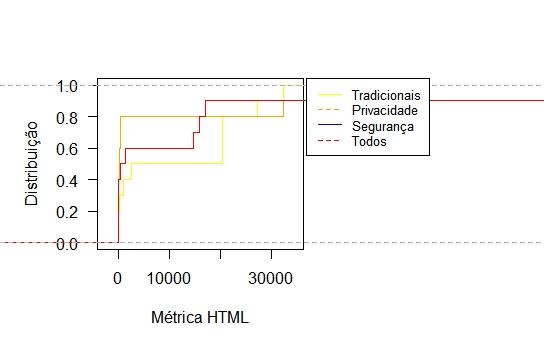 1.0
0.8
0.6
0.4
0.2
0.0
Distribuição
0 10000 30000
Métrica HTML
Tradicionais
Privacidade
Segurança
Todos